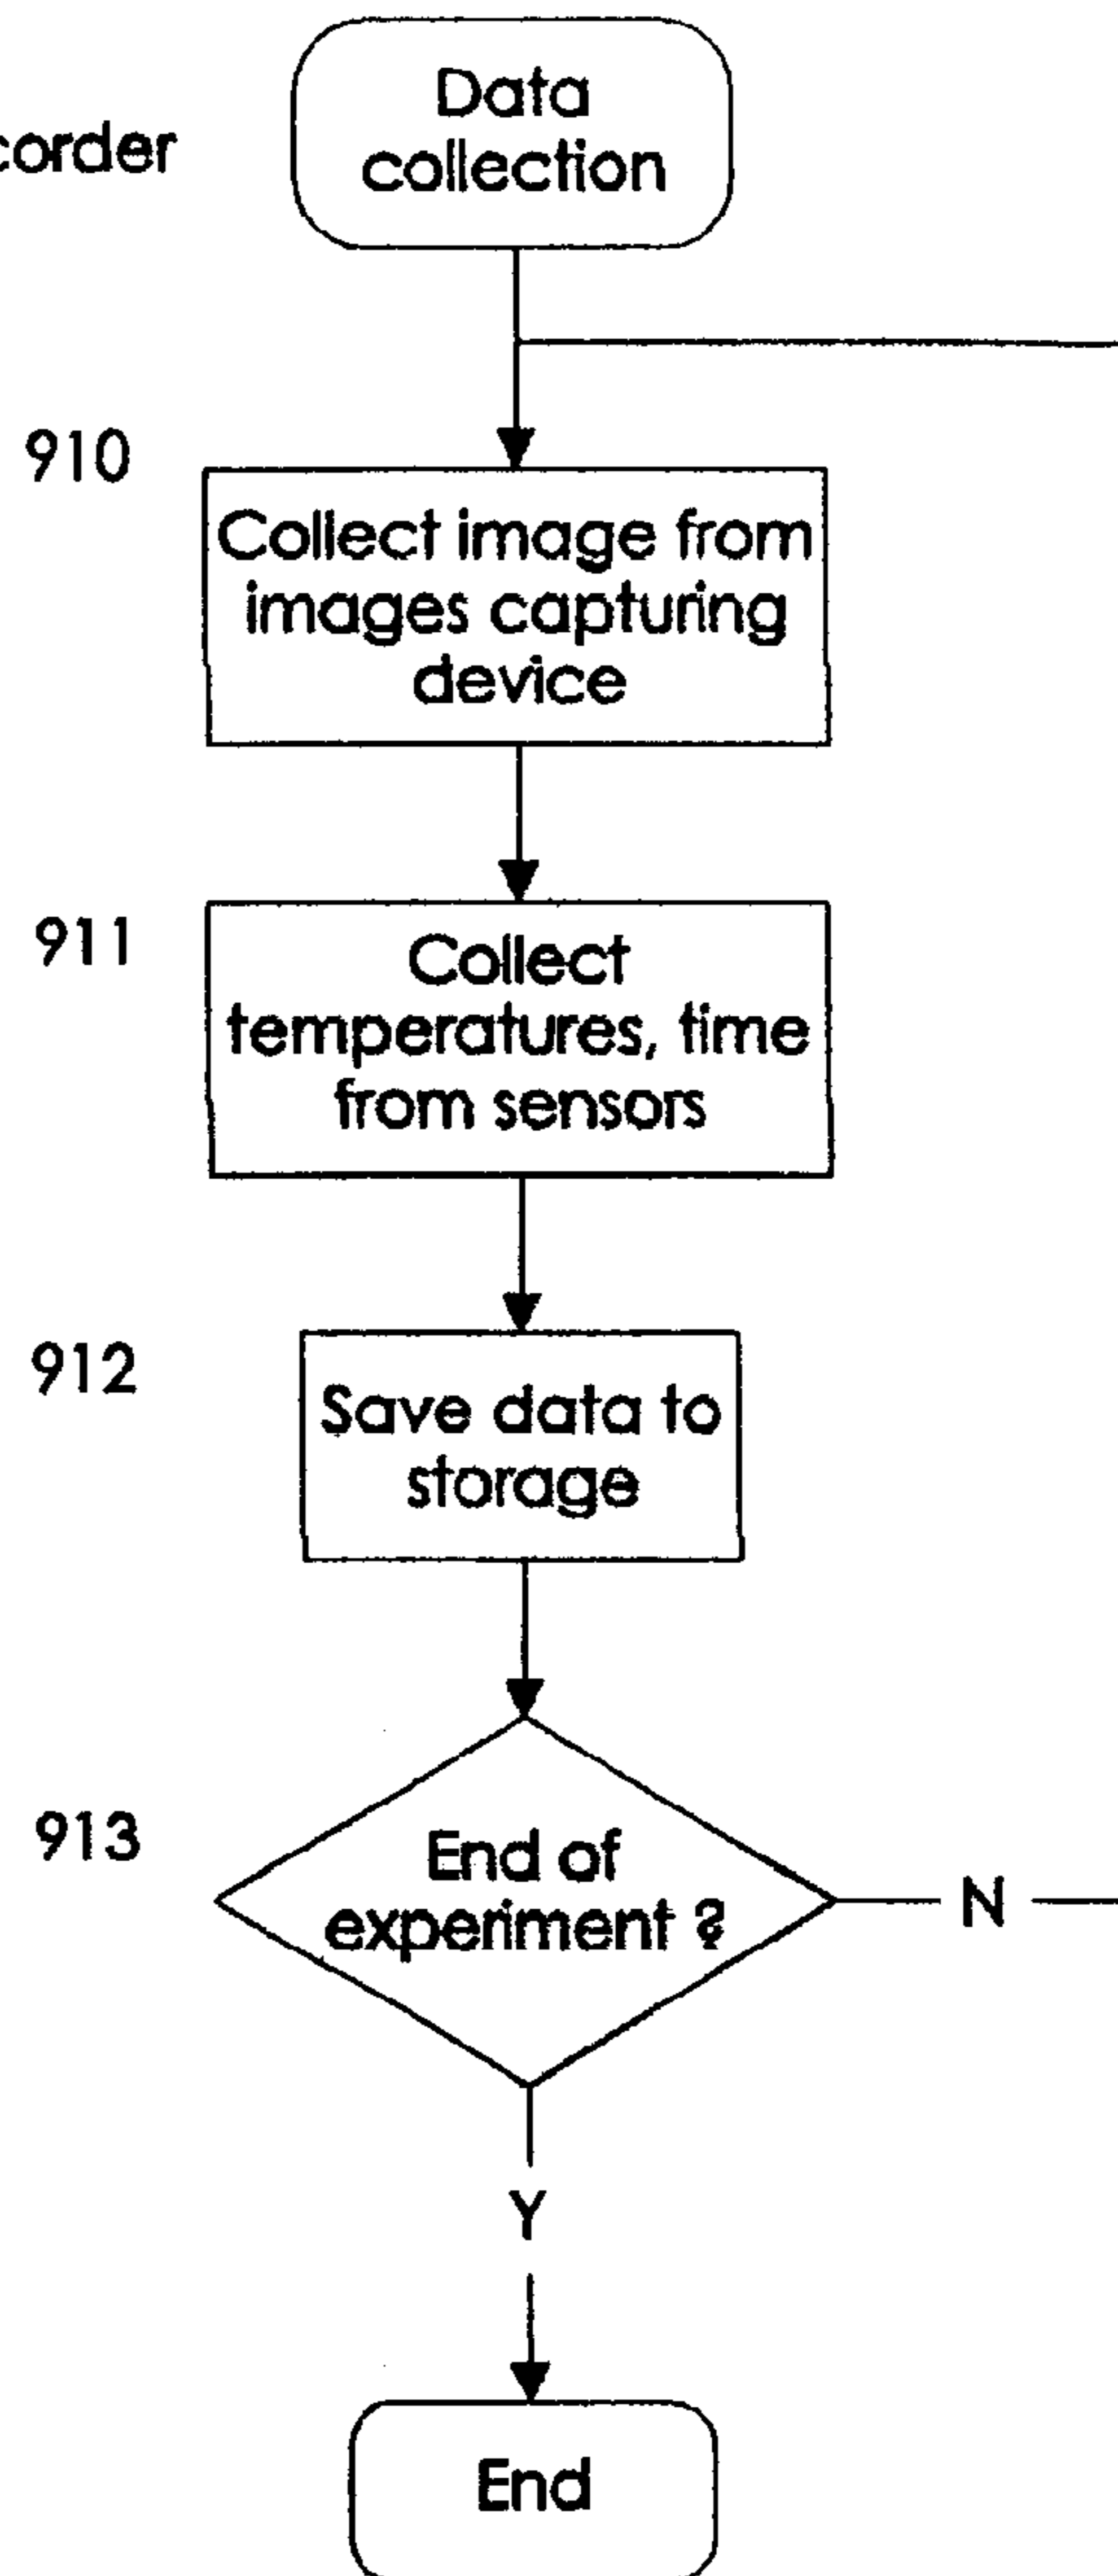 Data
collection
corder
910
Collect image from
images capturing
device
911
Collect
temperatures, time
from sensors
912
Save data to
storage
913
End of
experiment ?
N
Y
End